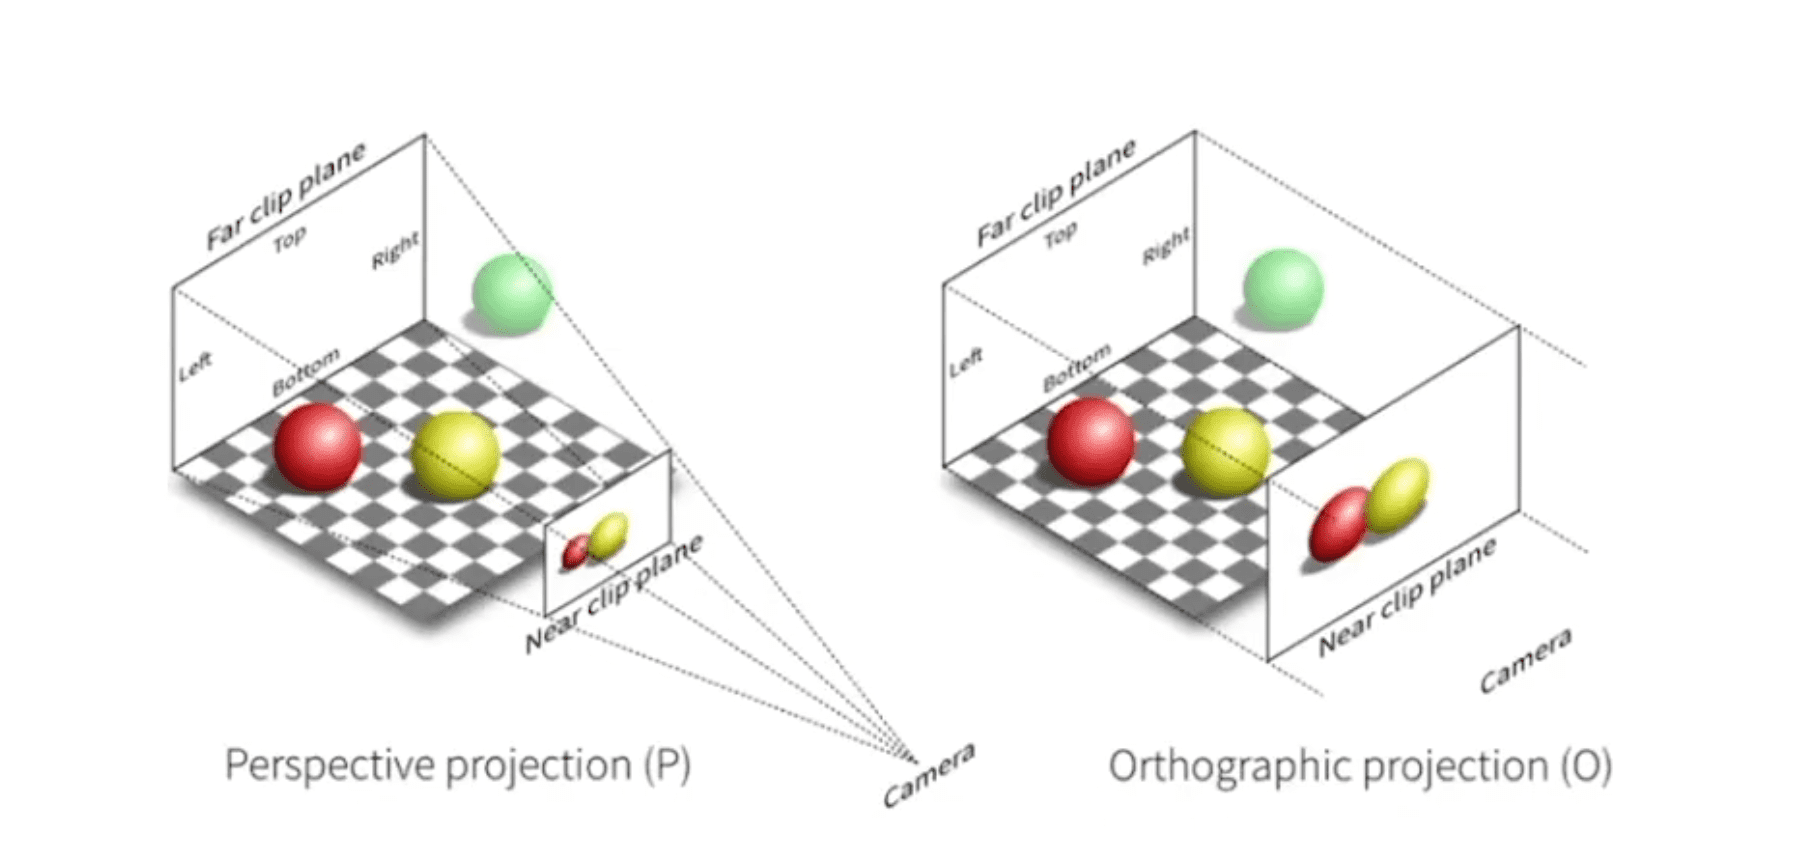 Far clip plane
Top
Right
Left
Bottom
Near clip plane
Camera
Perspective projection (P)
Far clip plane
Top
Right
Left
Bottom
Near clip plane
Camera
Orthographic projection (O)